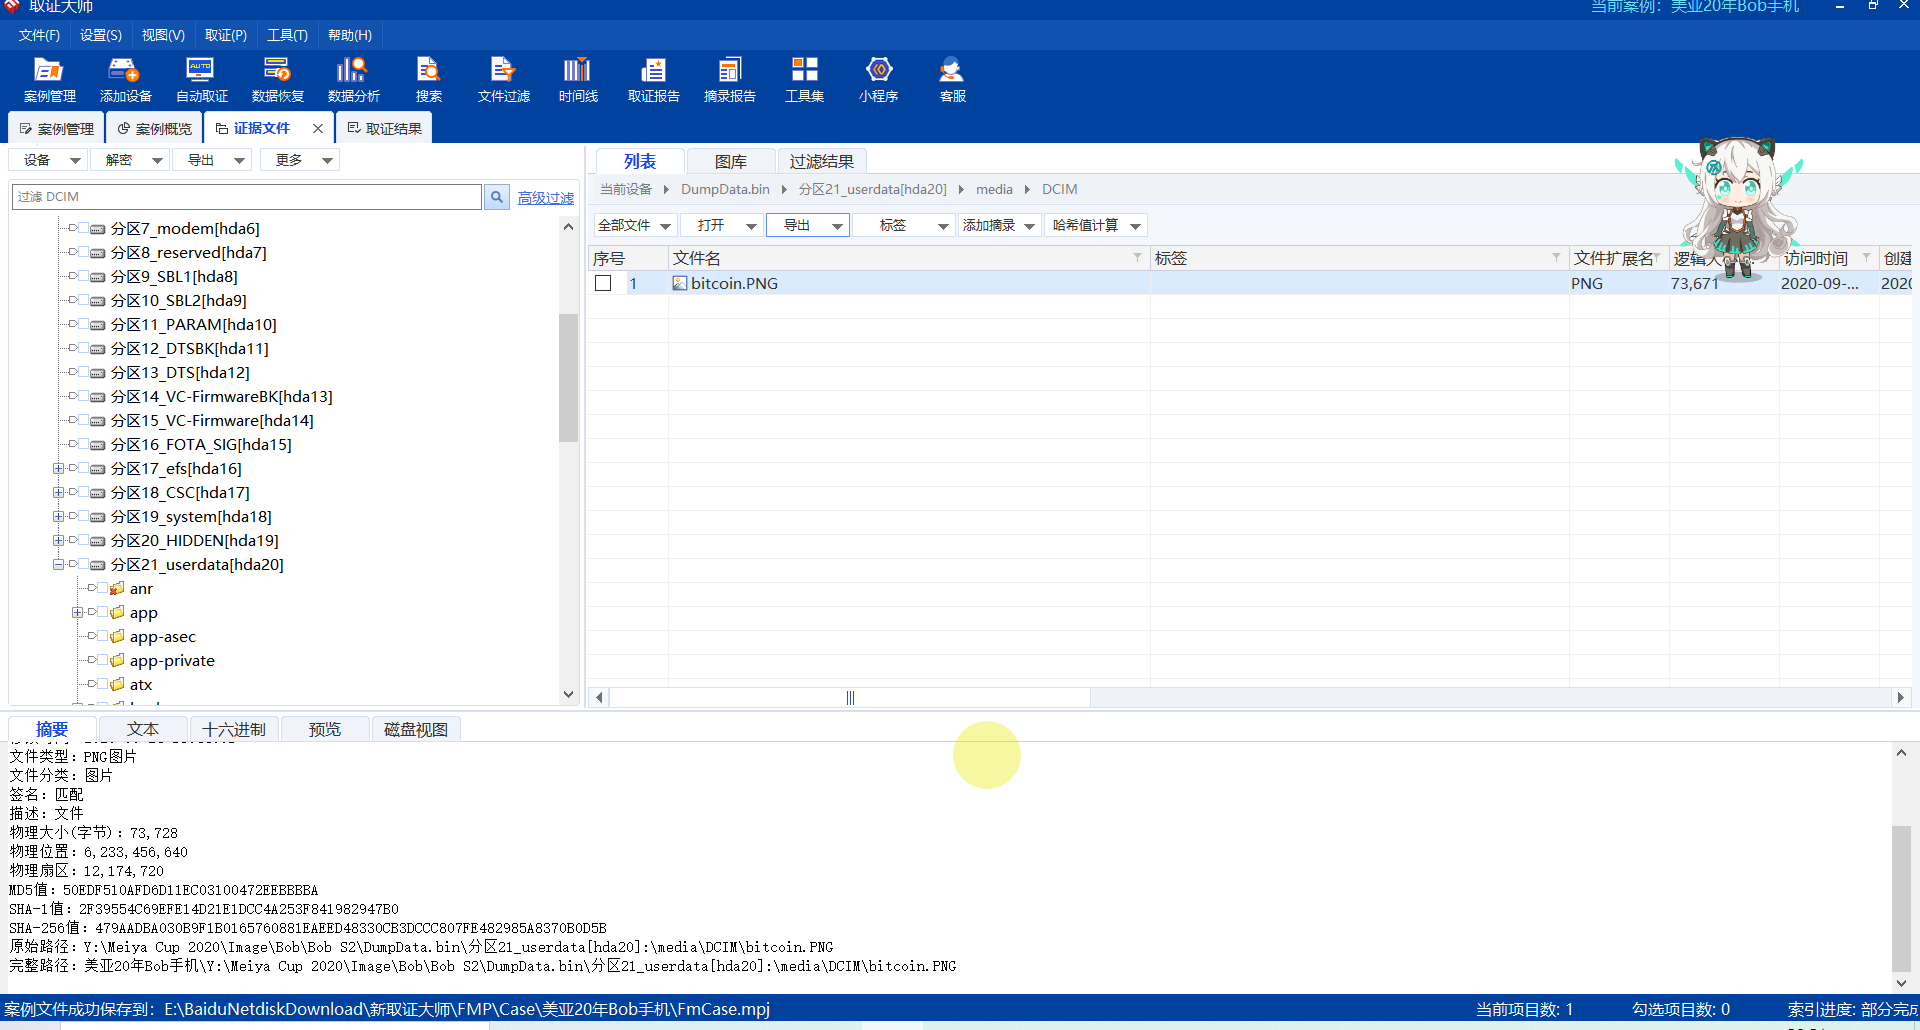 取证大师
当前案例：美亚20年Bob手机
文件(F) 设置(S) 视图(V) 取证(P) 工具(T) 帮助(H)
案例管理 添加设备 自动取证 数据恢复 数据分析 搜索 文件过滤 时间线 取证报告 摘录报告 工具集 小程序 客服
案例管理 案例概览 证据文件 取证结果
设备 解密 导出 更多
过滤 DCIM
高级过滤
分区7_modem[hda6]
分区8_reserved[hda7]
分区9_SBL1[hda8]
分区10_SBL2[hda9]
分区11_PARAM[hda10]
分区12_DTSBK[hda11]
分区13_DTS[hda12]
分区14_VC-FirmwareBK[hda13]
分区15_VC-Firmware[hda14]
分区16_FOTA_SIG[hda15]
分区17_efs[hda16]
分区18_CSC[hda17]
分区19_system[hda18]
分区20_HIDDEN[hda19]
分区21_userdata[hda20]
anr
app
app-asec
app-private
atx
列表 图库 过滤结果
当前设备 DumpData.bin 分区21_userdata[hda20] media DCIM
全部文件 打开 导出 标签 添加摘录 哈希值计算
序号 文件名 标签 文件扩展名 逻辑 访问时间 创建
1 bitcoin.PNG PNG 73,671 2020-09-... 2020
摘要 文本 十六进制 预览 磁盘视图
文件类型：PNG图片
文件分类：图片
签名：匹配
描述：文件
物理大小(字节)：73,728
物理位置：6,233,456,640
物理扇区：12,174,720
MD5值：50EDF510AFD6D11EC03100472EEBBBBA
SHA-1值：2F39554C69EFE14D21E1DCC4A253F841982947B0
SHA-256值：479AADBA030B9F1B0165760881EAEED48330CB3DCCC807FE482985A8370B0D5B
原始路径：Y:\Meiya Cup 2020\Image\Bob\Bob S2\DumpData.bin\分区21_userdata[hda20]:\media\DCIM\bitcoin.PNG
完整路径：美亚20年Bob手机\Y:\Meiya Cup 2020\Image\Bob\Bob S2\DumpData.bin\分区21_userdata[hda20]:\media\DCIM\bitcoin.PNG
案例文件成功保存到：E:\BaiduNetdiskDownload\新取证大师\FMP\Case\美亚20年Bob手机\FmCase.mpj
当前项目数: 1 勾选项目数: 0 索引进度: 部分完成